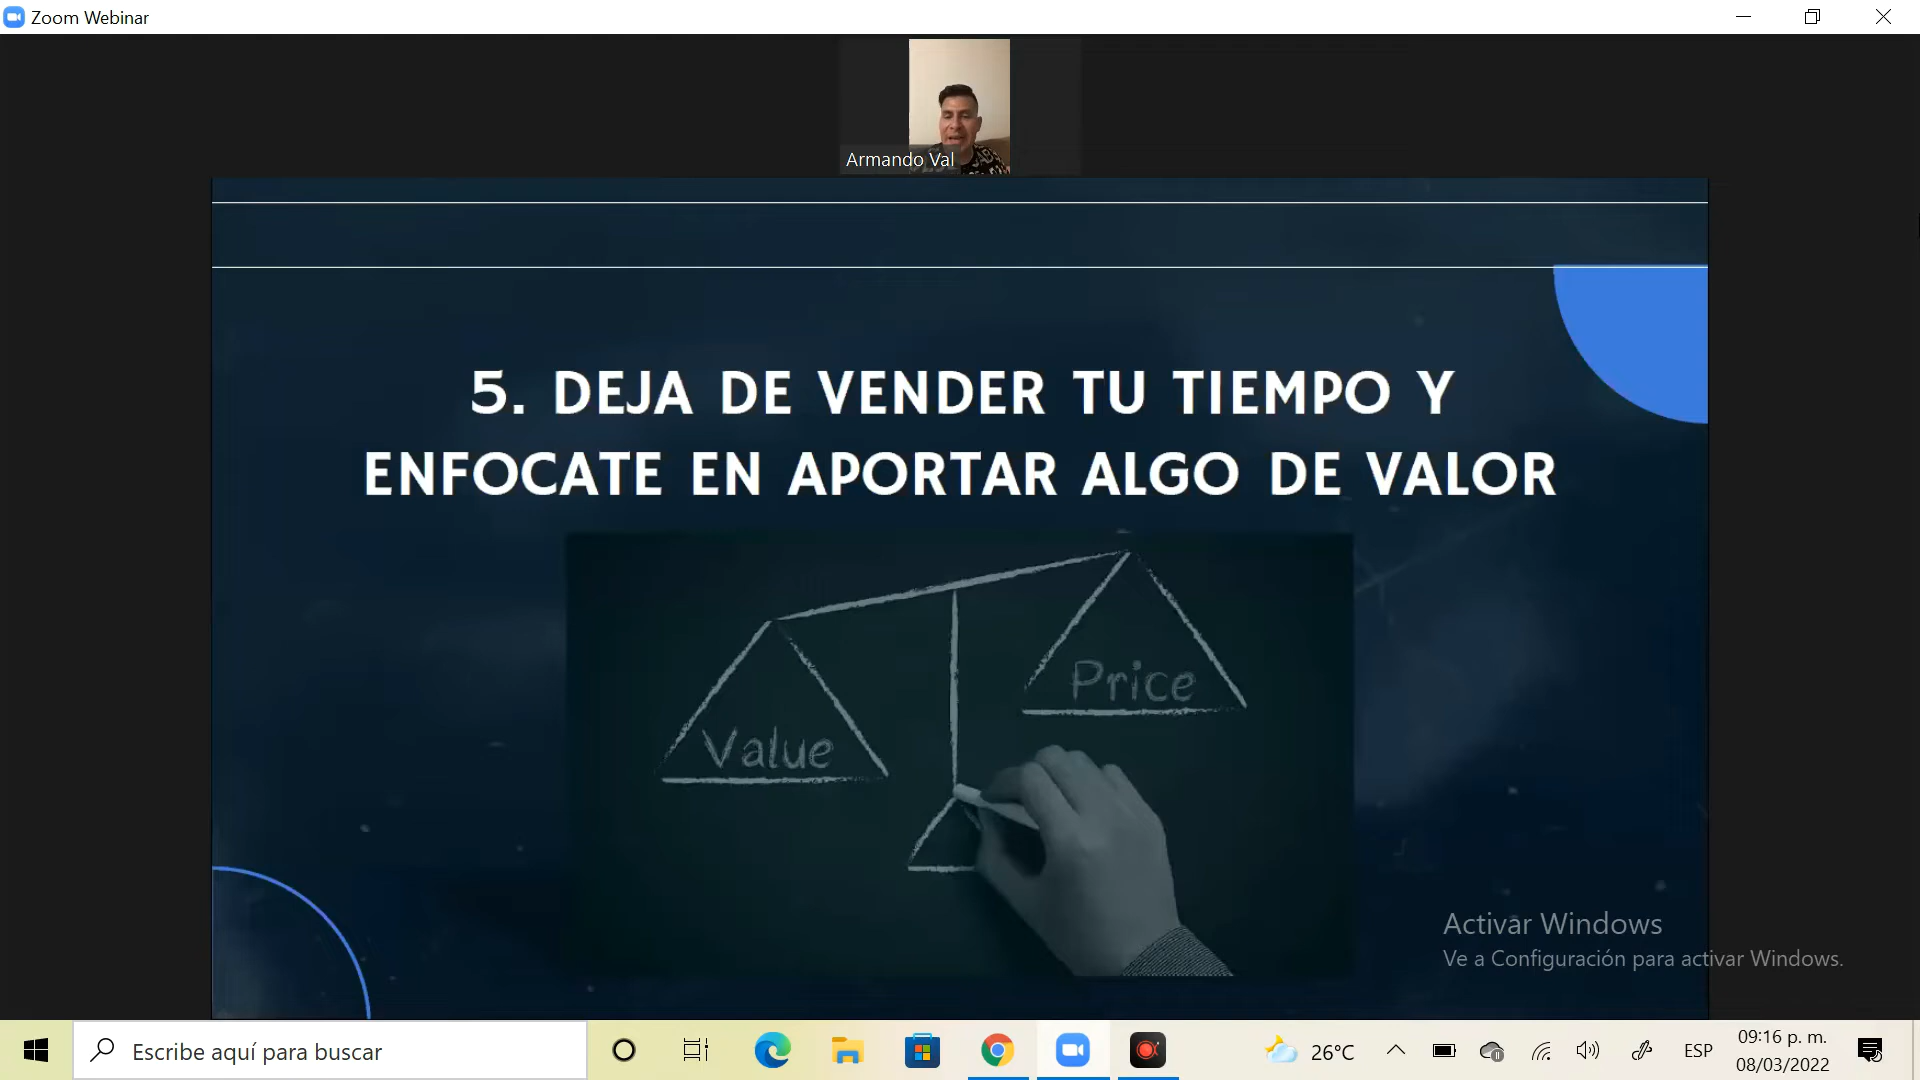 Zoom Webinar
Armando Val
5. DEJA DE VENDER TU TIEMPO Y
ENFOCATE EN APORTAR ALGO DE VALOR
Price
Value
Activar Windows
Ve a Configuración para activar Windows.
Escribe aquí para buscar
26°C
ESP
09:16 p. m.
08/03/2022